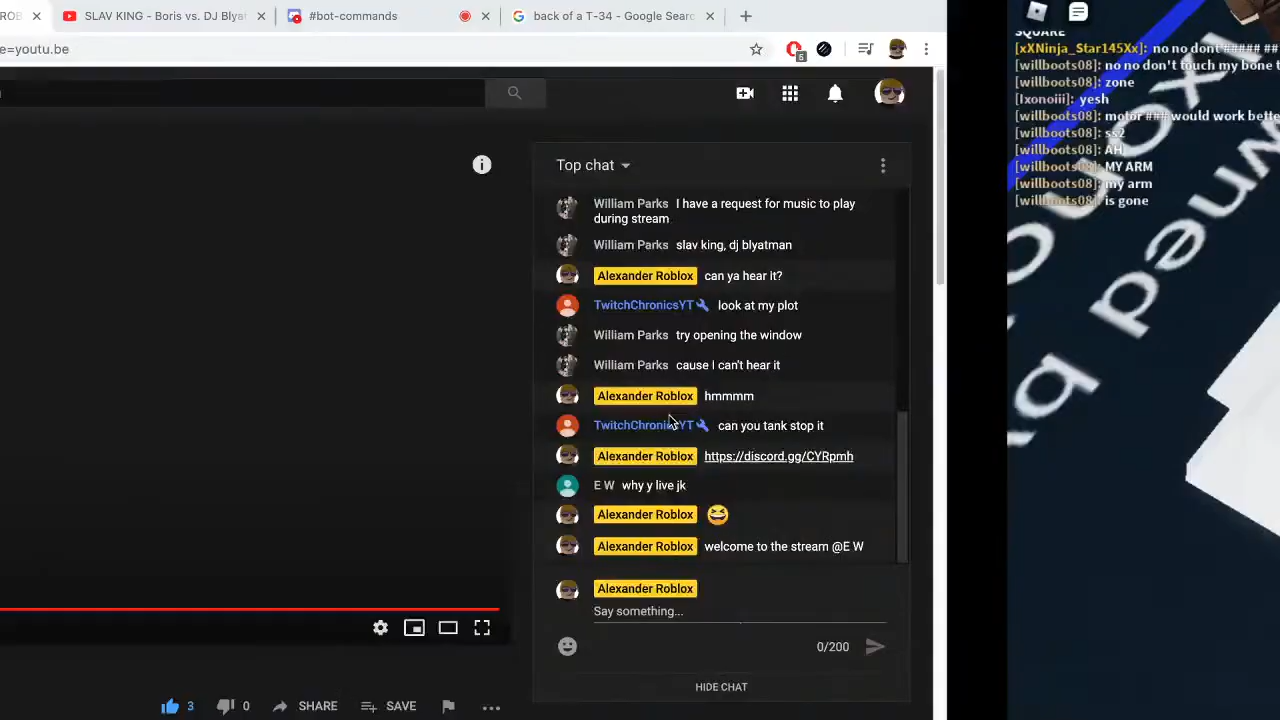 SLAV KING - Boris vs. DJ Blyat
#bot-commands
back of a T-34 - Google Sear
e=youtu.be
5
Top chat
William Parks I have a request for music to play
during stream
William Parks slav king, dj blyatman
Alexander Roblox can ya hear it?
TwitchChronicsYT look at my plot
William Parks try opening the window
William Parks cause I can't hear it
Alexander Roblox hmmmm
TwitchChronicsYT can you tank stop it
Alexander Roblox https://discord.gg/CYRpmh
E W why y live jk
Alexander Roblox
Alexander Roblox welcome to the stream @E W
Alexander Roblox
Say something...
0/200
HIDE CHAT
3
0
SHARE
SAVE
SQUARE
[xXNinja_Star145Xx]: no no dont ##### ##
[willboots08]: no no don't touch my bone t
[willboots08]: zone
[Ixonoiii]: yesh
[willboots08]: motor ### would work bette
[willboots08]: ss2
[willboots08]: AH
[willboots08]: MY ARM
[willboots08]: my arm
[willboots08]: is gone